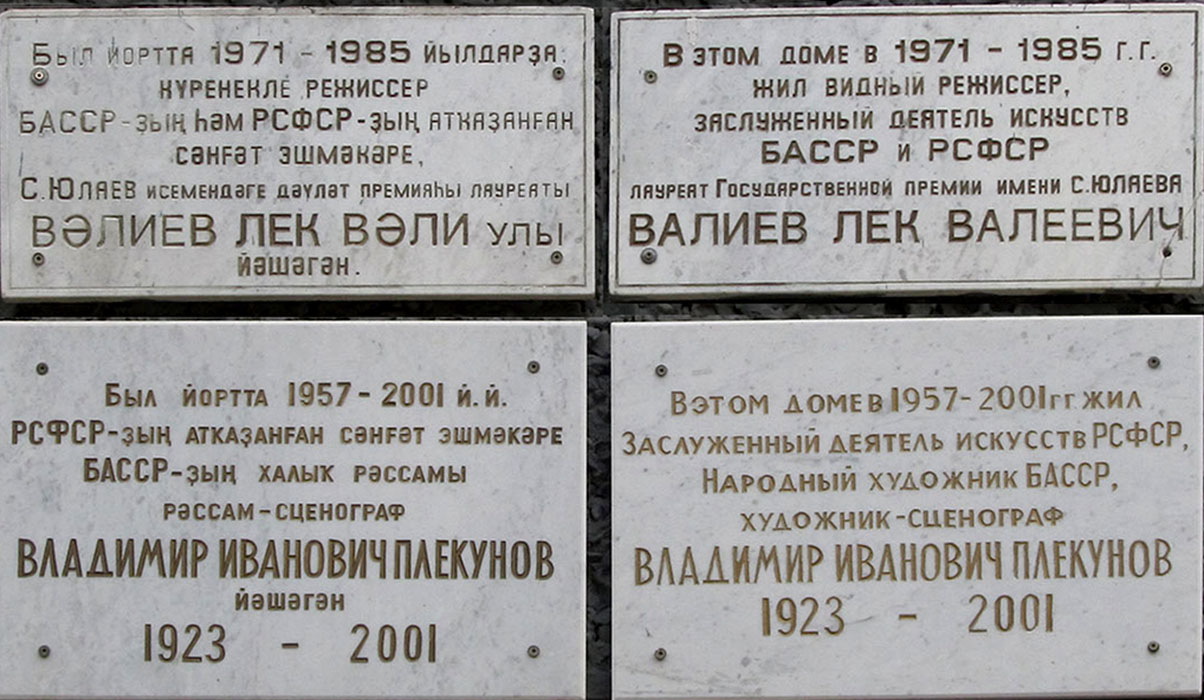 Был йортта 1971 - 1985 йылдарҙа
күренекле режиссер
БАССР-ҙың һәм РСФСР-ҙың атҡаҙанған
сәнғәт эшмәкәре,
С.Юлаев исемендәге дәүләт премияһы лауреаты
ВӘЛИЕВ ЛЕК ВӘЛИ улы
йәшәгән.
В этом доме в 1971 - 1985 г.г.
жил видный режиссер,
заслуженный деятель искусств
БАССР и РСФСР
лауреат Государственной премии имени С.Юлаева
ВАЛИЕВ ЛЕК ВАЛЕЕВИЧ
Был йортта 1957 - 2001 й.й.
РСФСР-ҙың атҡаҙанған сәнғәт эшмәкәре
БАССР-ҙың халыҡ рәссамы
рәссам-сценограф
ВЛАДИМИР ИВАНОВИЧ ПЛЕКУНОВ
йәшәгән
1923 - 2001
В этом доме в 1957-2001гг жил
Заслуженный деятель искусств РСФСР,
Народный художник БАССР,
художник-сценограф
ВЛАДИМИР ИВАНОВИЧ ПЛЕКУНОВ
1923 - 2001